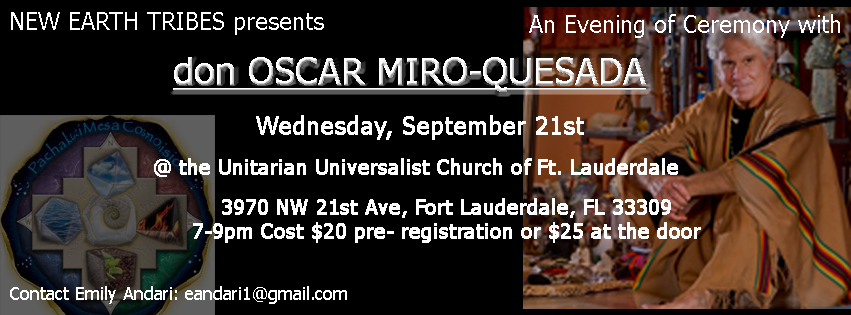 NEW EARTH TRIBES presents
An Evening of Ceremony with
don OSCAR MIRO-QUESADA
Wednesday, September 21st
@ the Unitarian Universalist Church of Ft. Lauderdale
3970 NW 21st Ave, Fort Lauderdale, FL 33309
7-9pm Cost $20 pre- registration or $25 at the door
Contact Emily Andari: eandari1@gmail.com